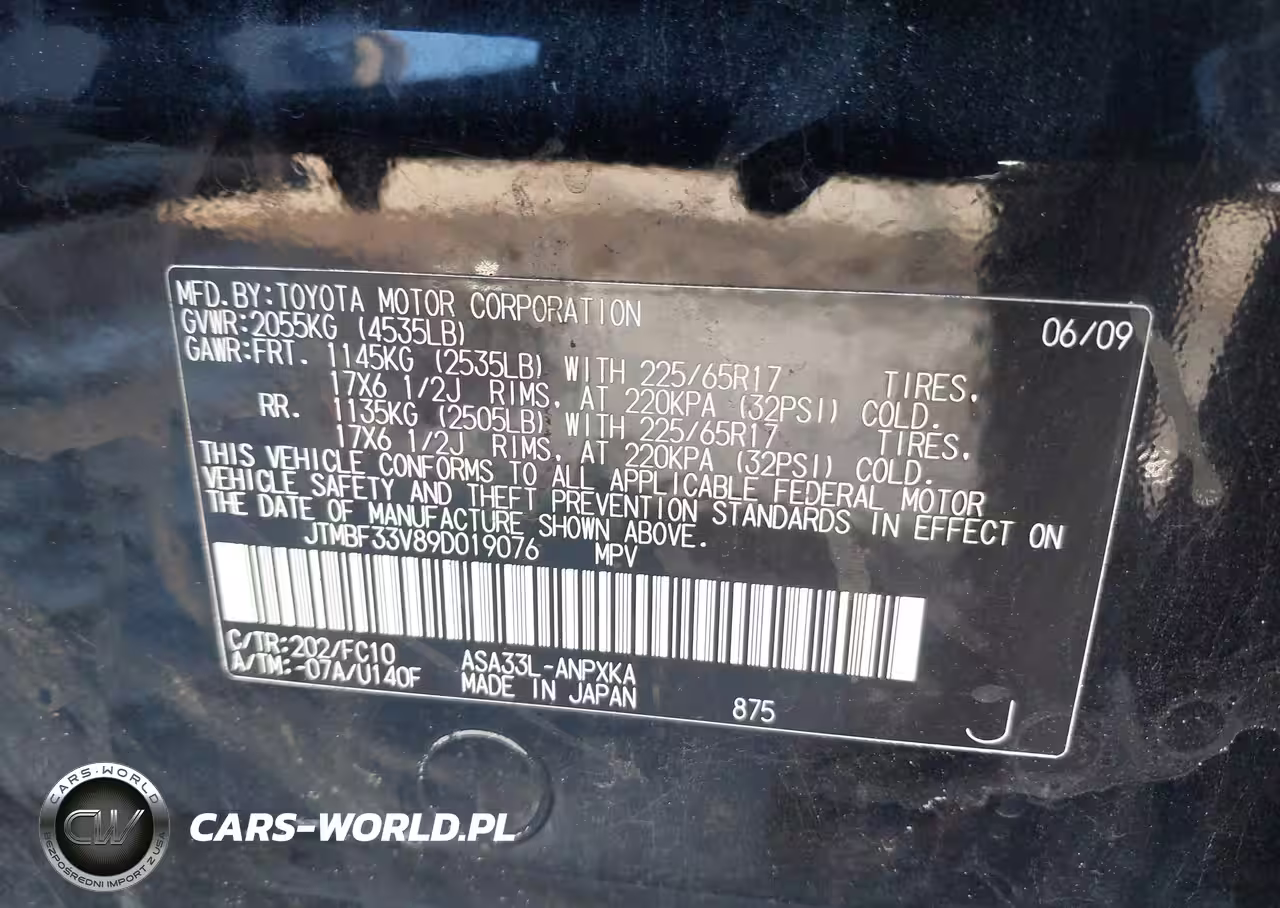 MFD. BY: TOYOTA MOTOR CORPORATION 06/09
GVWR: 2055KG (4535LB)
GAWR: FRT. 1145KG (2535LB) WITH 225/65R17 TIRES,
17X6 1/2J RIMS, AT 220KPA (32PSI) COLD.
RR. 1135KG (2505LB) WITH 225/65R17 TIRES,
17X6 1/2J RIMS, AT 220KPA (32PSI) COLD.
THIS VEHICLE CONFORMS TO ALL APPLICABLE FEDERAL MOTOR
VEHICLE SAFETY AND THEFT PREVENTION STANDARDS IN EFFECT ON
THE DATE OF MANUFACTURE SHOWN ABOVE.
JTMBF33V89D019076 MPV
C/TR: 202/FC10 ASA33L-ANPXKA
A/TM: -07A/U140F MADE IN JAPAN 875
J
CARS-WORLD
CW
BEZPOŚREDNI IMPORT Z USA
CARS-WORLD.PL